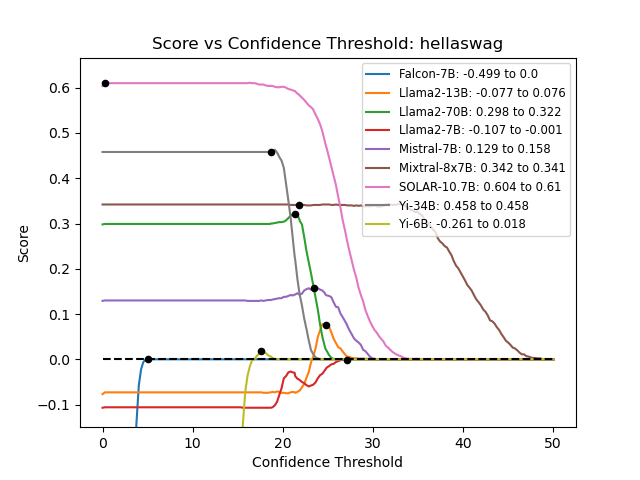 Score vs Confidence Threshold: hellaswag
Score
0.6
0.5
0.4
0.3
0.2
0.1
0.0
−0.1
Falcon-7B: -0.499 to 0.0
Llama2-13B: -0.077 to 0.076
Llama2-70B: 0.298 to 0.322
Llama2-7B: -0.107 to -0.001
Mistral-7B: 0.129 to 0.158
Mixtral-8x7B: 0.342 to 0.341
SOLAR-10.7B: 0.604 to 0.61
Yi-34B: 0.458 to 0.458
Yi-6B: -0.261 to 0.018
0 10 20 30 40 50
Confidence Threshold